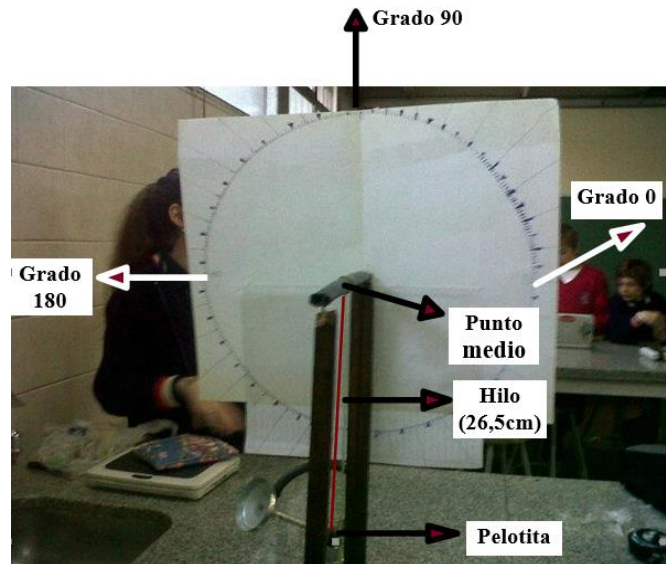 Grado 90
Grado 0
Grado
180
Punto
medio
Hilo
(26,5cm)
Pelotita